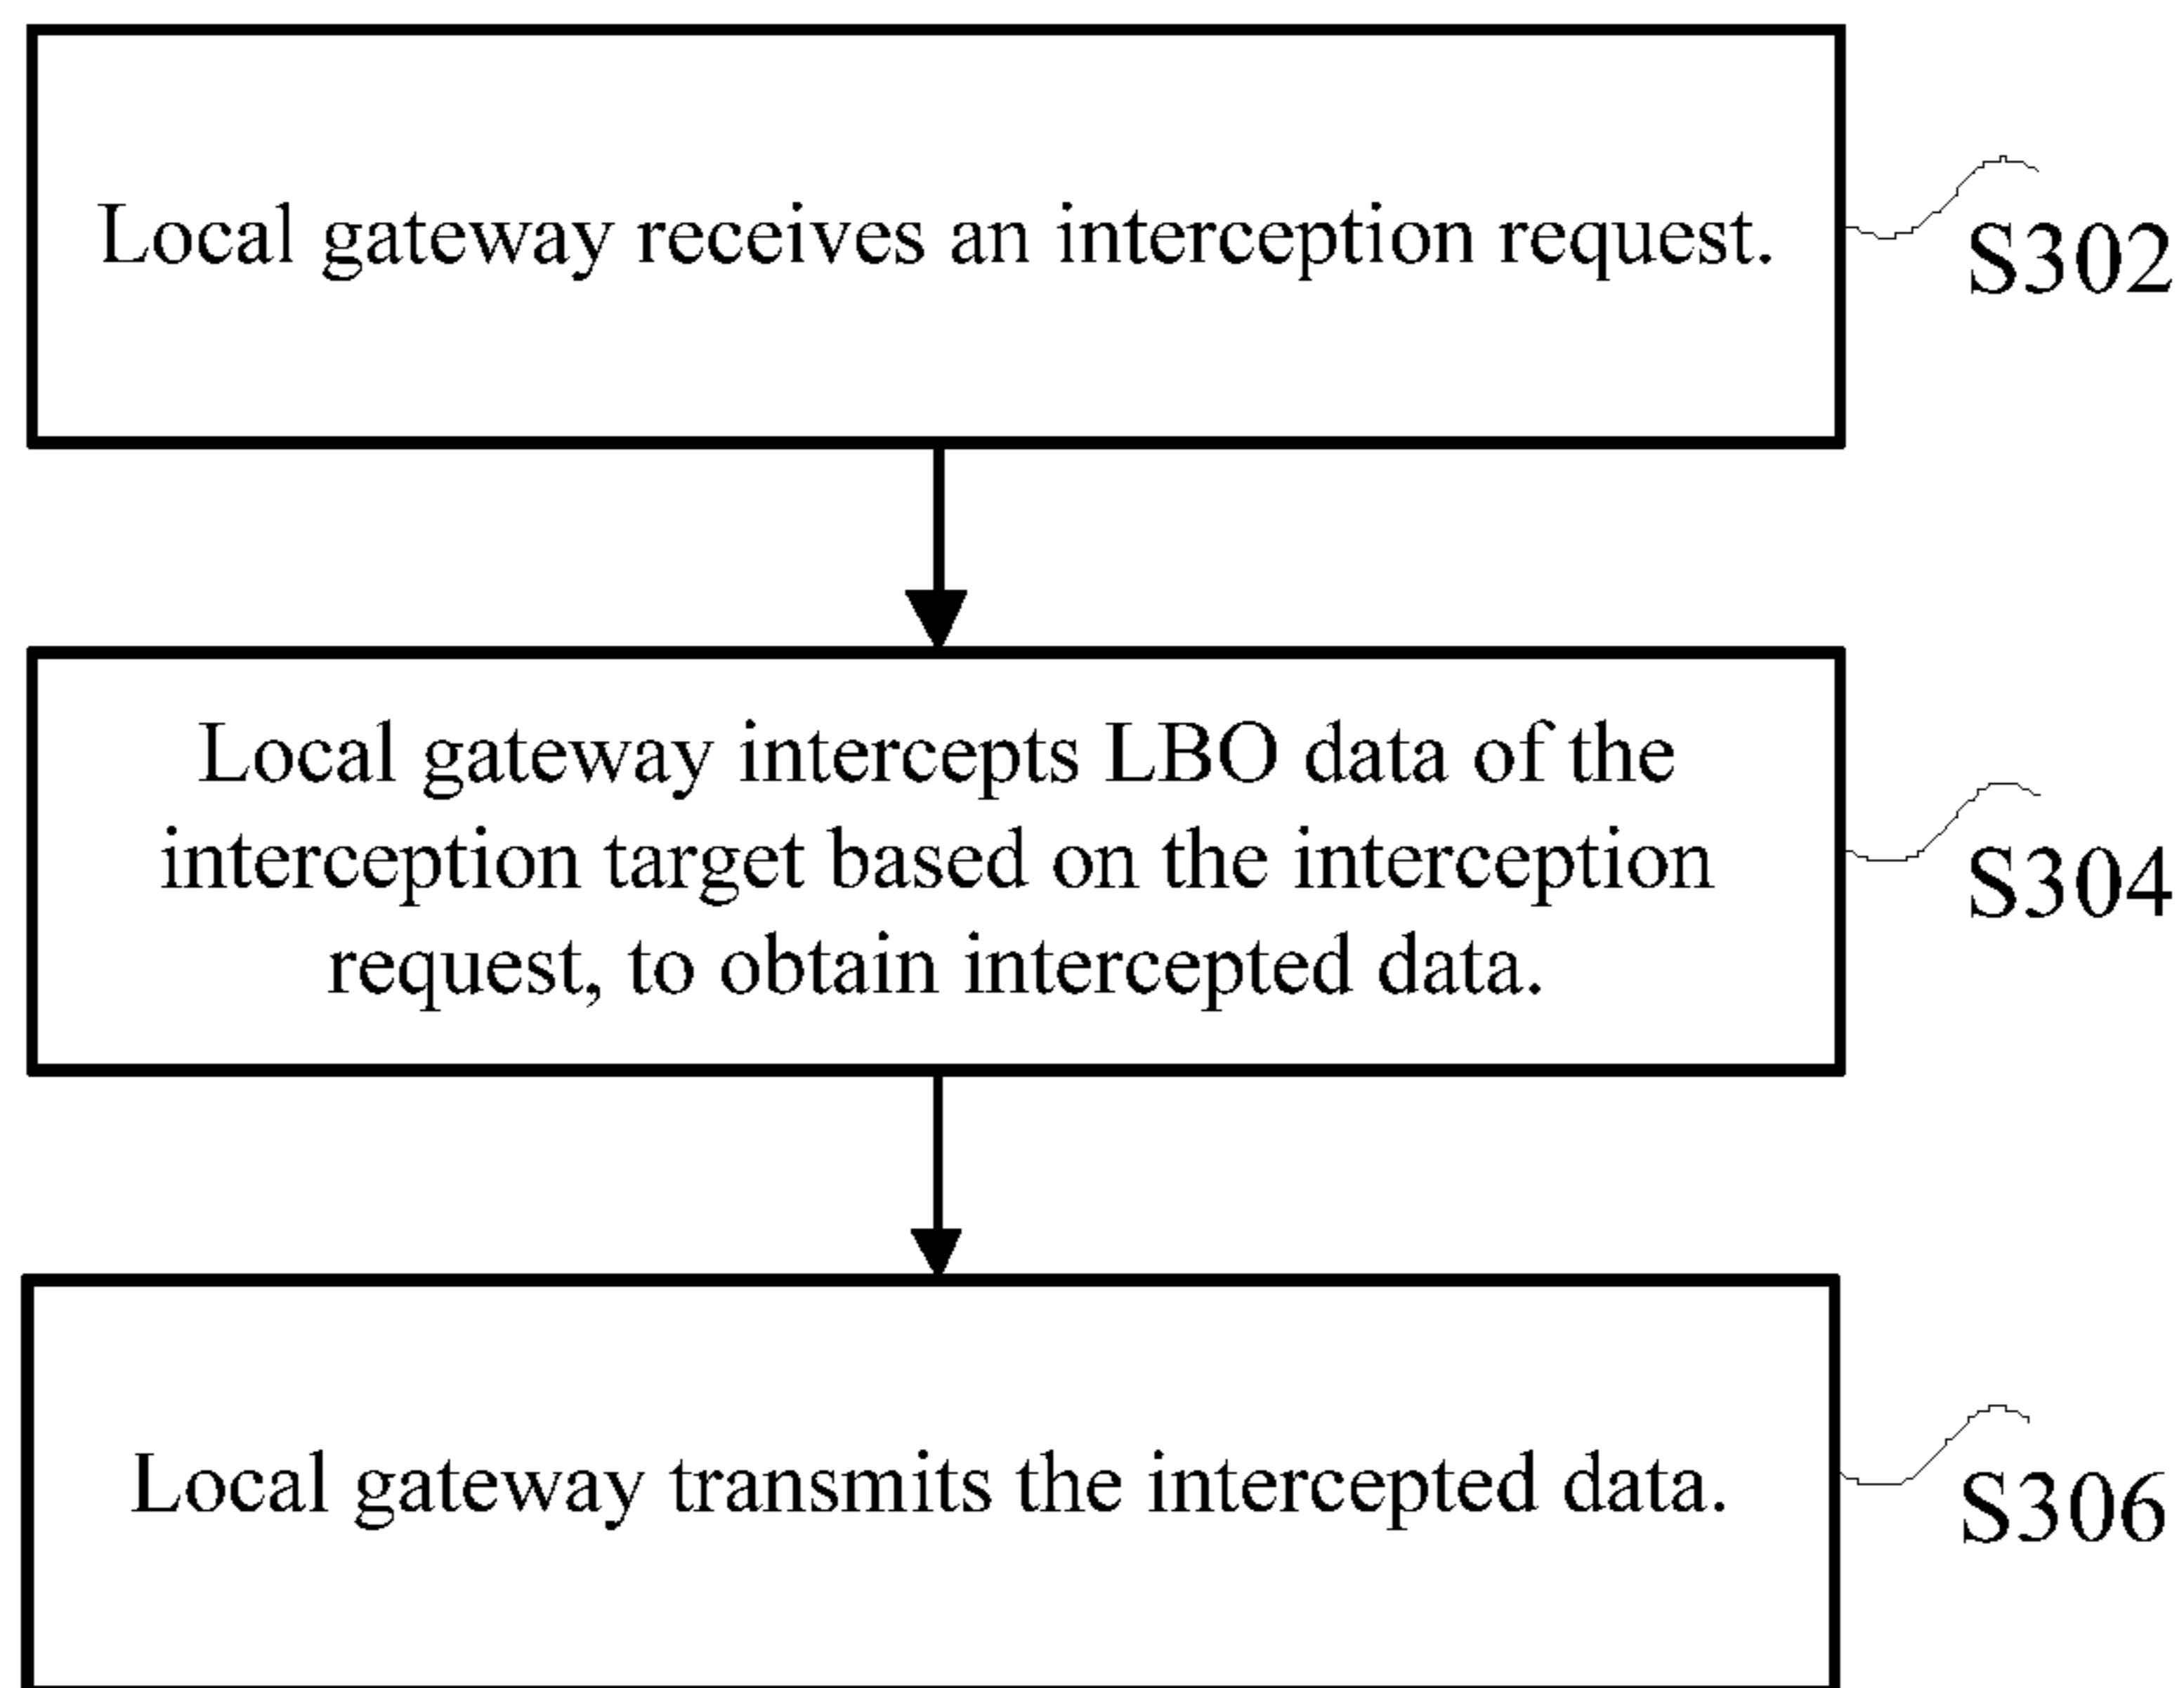 Local gateway receives an interception request.
S302
Local gateway intercepts LBO data of the
interception target based on the interception
request, to obtain intercepted data.
S304
Local gateway transmits the intercepted data.
S306